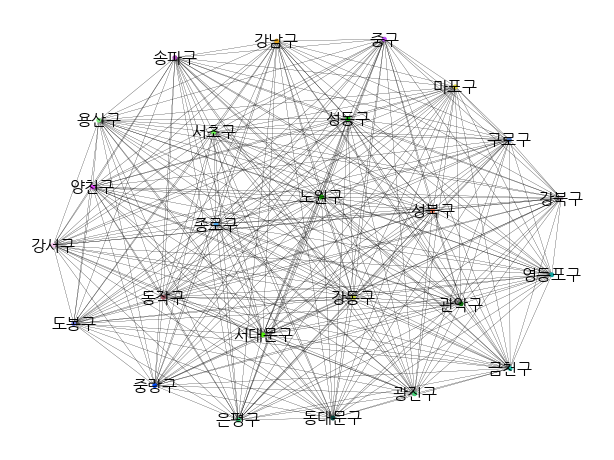 강남구
중구
송파구
마포구
용산구
서초구
성동구
구로구
양천구
노원구
강북구
종로구
성북구
강서구
영등포구
동작구
강동구
관악구
도봉구
서대문구
금천구
중랑구
광진구
은평구
동대문구